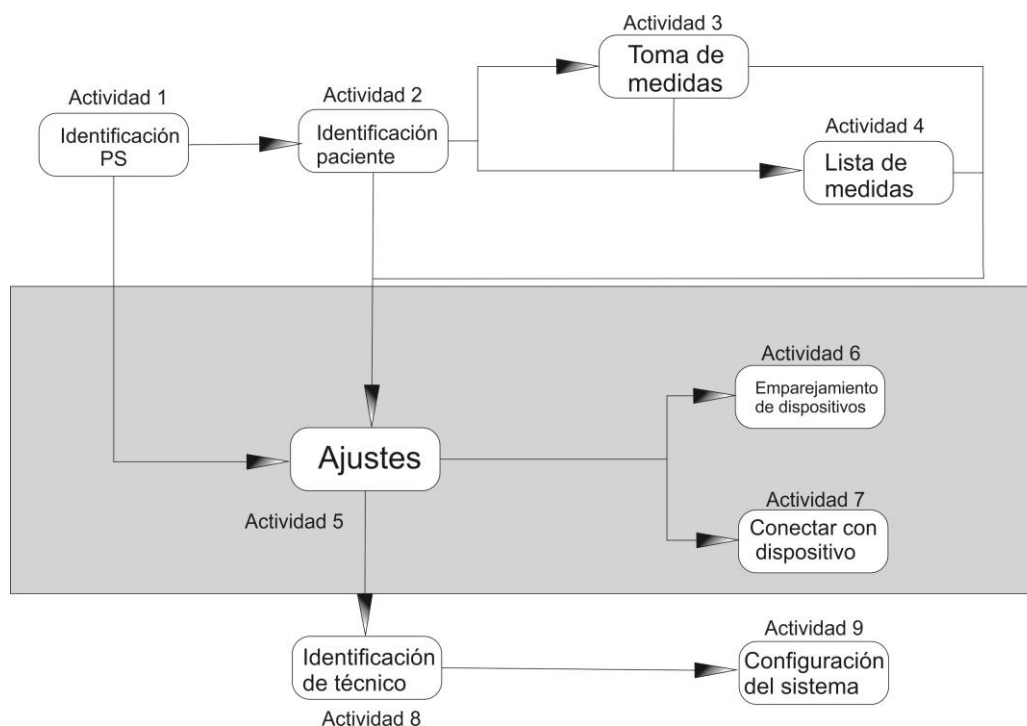 Actividad 1
Identificación
PS
Actividad 2
Identificación
paciente
Actividad 3
Toma de
medidas
Actividad 4
Lista de
medidas
Actividad 6
Emparejamiento
de dispositivos
Ajustes
Actividad 5
Actividad 7
Conectar con
dispositivo
Identificación
de técnico
Actividad 8
Actividad 9
Configuración
del sistema